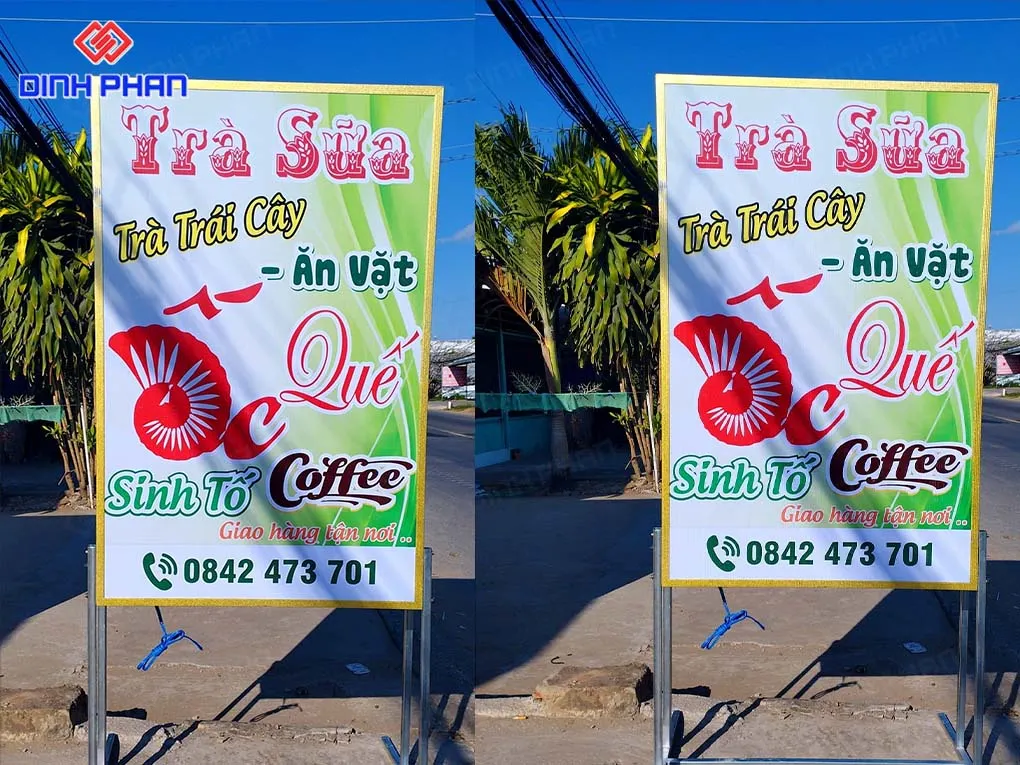 DINH PHAN
Trà Sữa
Trà Trái Cây
- Ăn Vặt
Ốc Quế
Sinh Tố Coffee
Giao hàng tận nơi ..
0842 473 701
Trà Sữa
Trà Trái Cây
- Ăn Vặt
Ốc Quế
Sinh Tố Coffee
Giao hàng tận nơi ..
0842 473 701